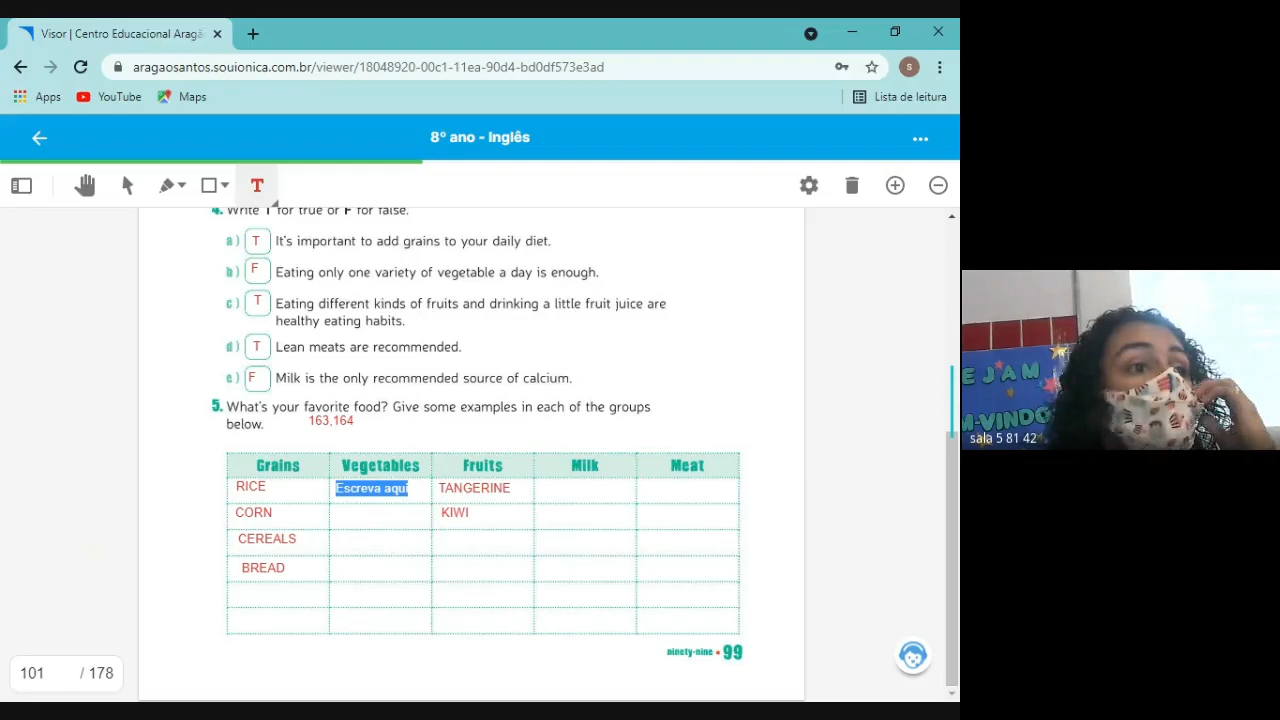 Visor | Centro Educacional Aragã
aragaosantos.souionica.com.br/viewer/18048920-00c1-11ea-90d4-bd0df573e3ad
s
Apps YouTube Maps Lista de leitura
8º ano - Inglês
T
4. Write T for true or F for false.
a) T It's important to add grains to your daily diet.
b) F Eating only one variety of vegetable a day is enough.
c) T Eating different kinds of fruits and drinking a little fruit juice are
healthy eating habits.
d) T Lean meats are recommended.
e) F Milk is the only recommended source of calcium.
5. What's your favorite food? Give some examples in each of the groups
below. 163,164
Grains Vegetables Fruits Milk Meat
RICE Escreva aqui TANGERINE
CORN KIWI
CEREALS
BREAD
ninety-nine • 99
101 / 178
E JAM
M-VINDO
sala 5 81 42